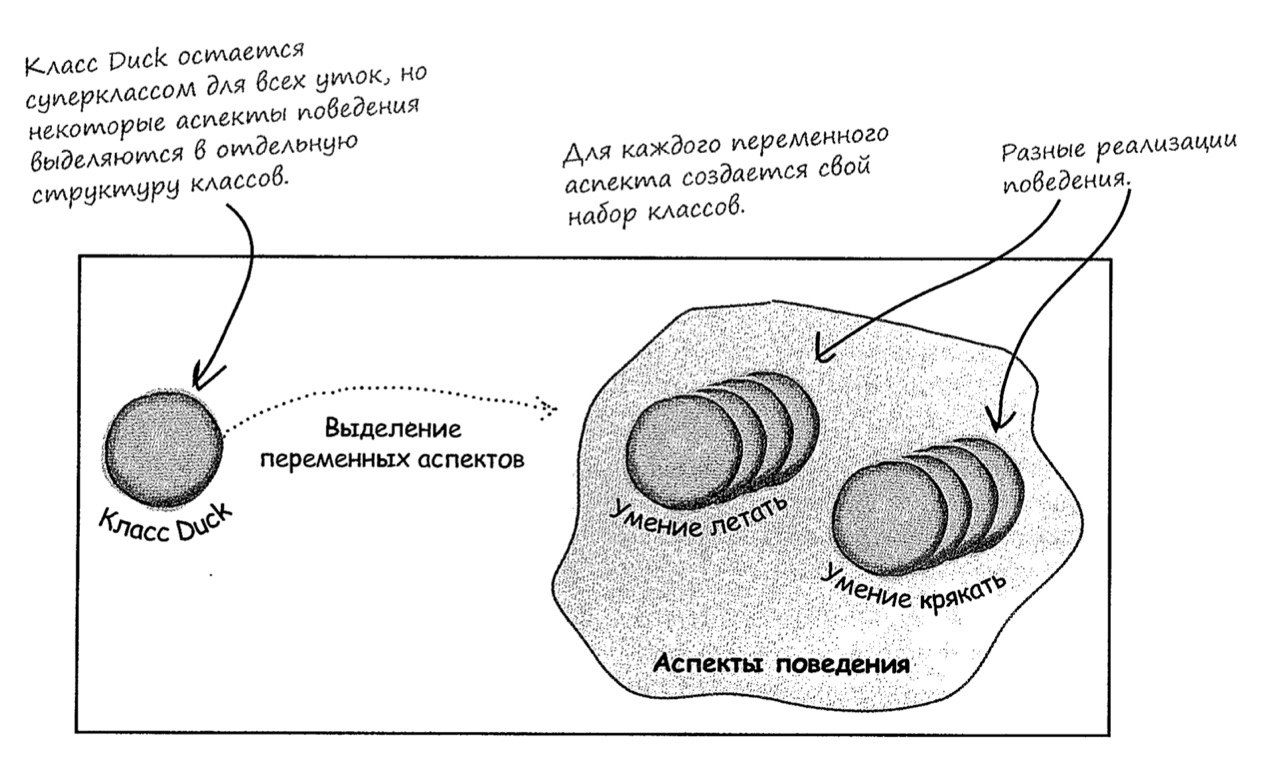 Класс Duck остается
суперклассом для всех уток, но
некоторые аспекты поведения
выделяются в отдельную
структуру классов.
Для каждого переменного
аспекта создается свой
набор классов.
Разные реализации
поведения.
Выделение
переменных аспектов
Класс Duck
Умение летать
Умение крякать
Аспекты поведения